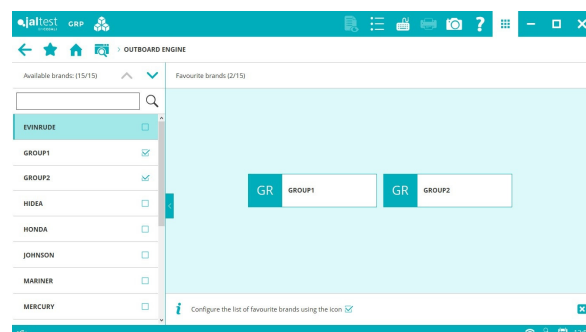 jaltest GRP
OUTBOARD ENGINE
Available brands: (15/15)
Favourite brands (2/15)
EVINRUDE
GROUP1
GROUP2
HIDEA
HONDA
JOHNSON
MARINER
MERCURY
GR GROUP1
GR GROUP2
Configure the list of favourite brands using the icon